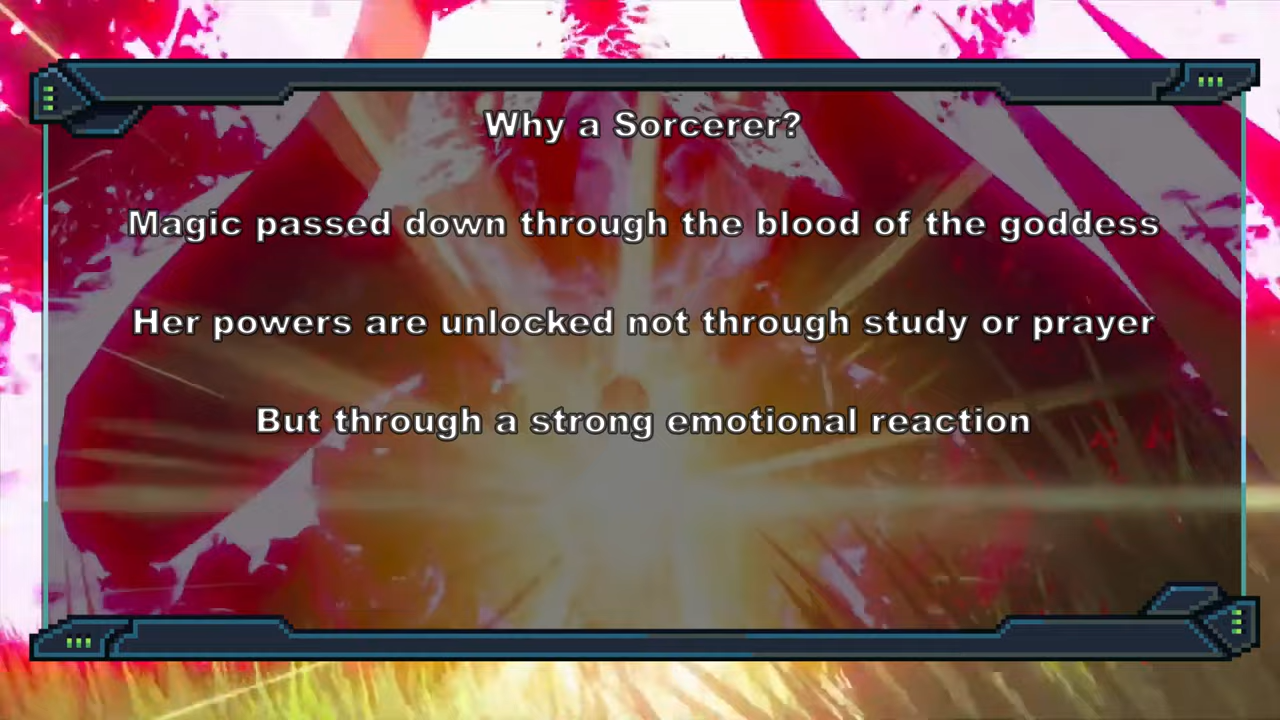 Why a Sorcerer?
Magic passed down through the blood of the goddess
Her powers are unlocked not through study or prayer
But through a strong emotional reaction